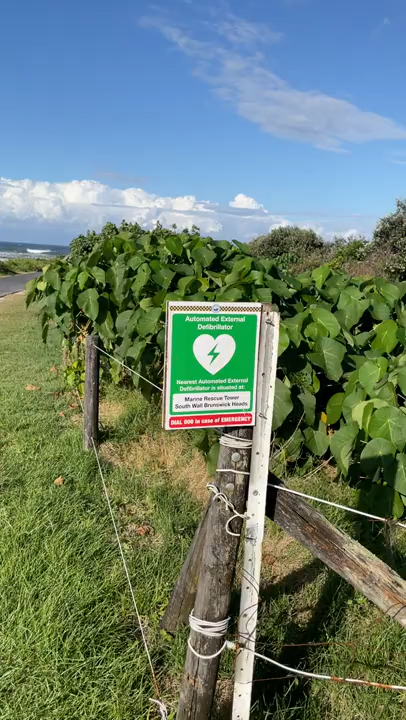 Automated External
Defibrillator
Nearest Automated External
Defibrillator is situated at:
Marine Rescue Tower
South Wall Brunswick Heads
DIAL 000 in case of EMERGENCY